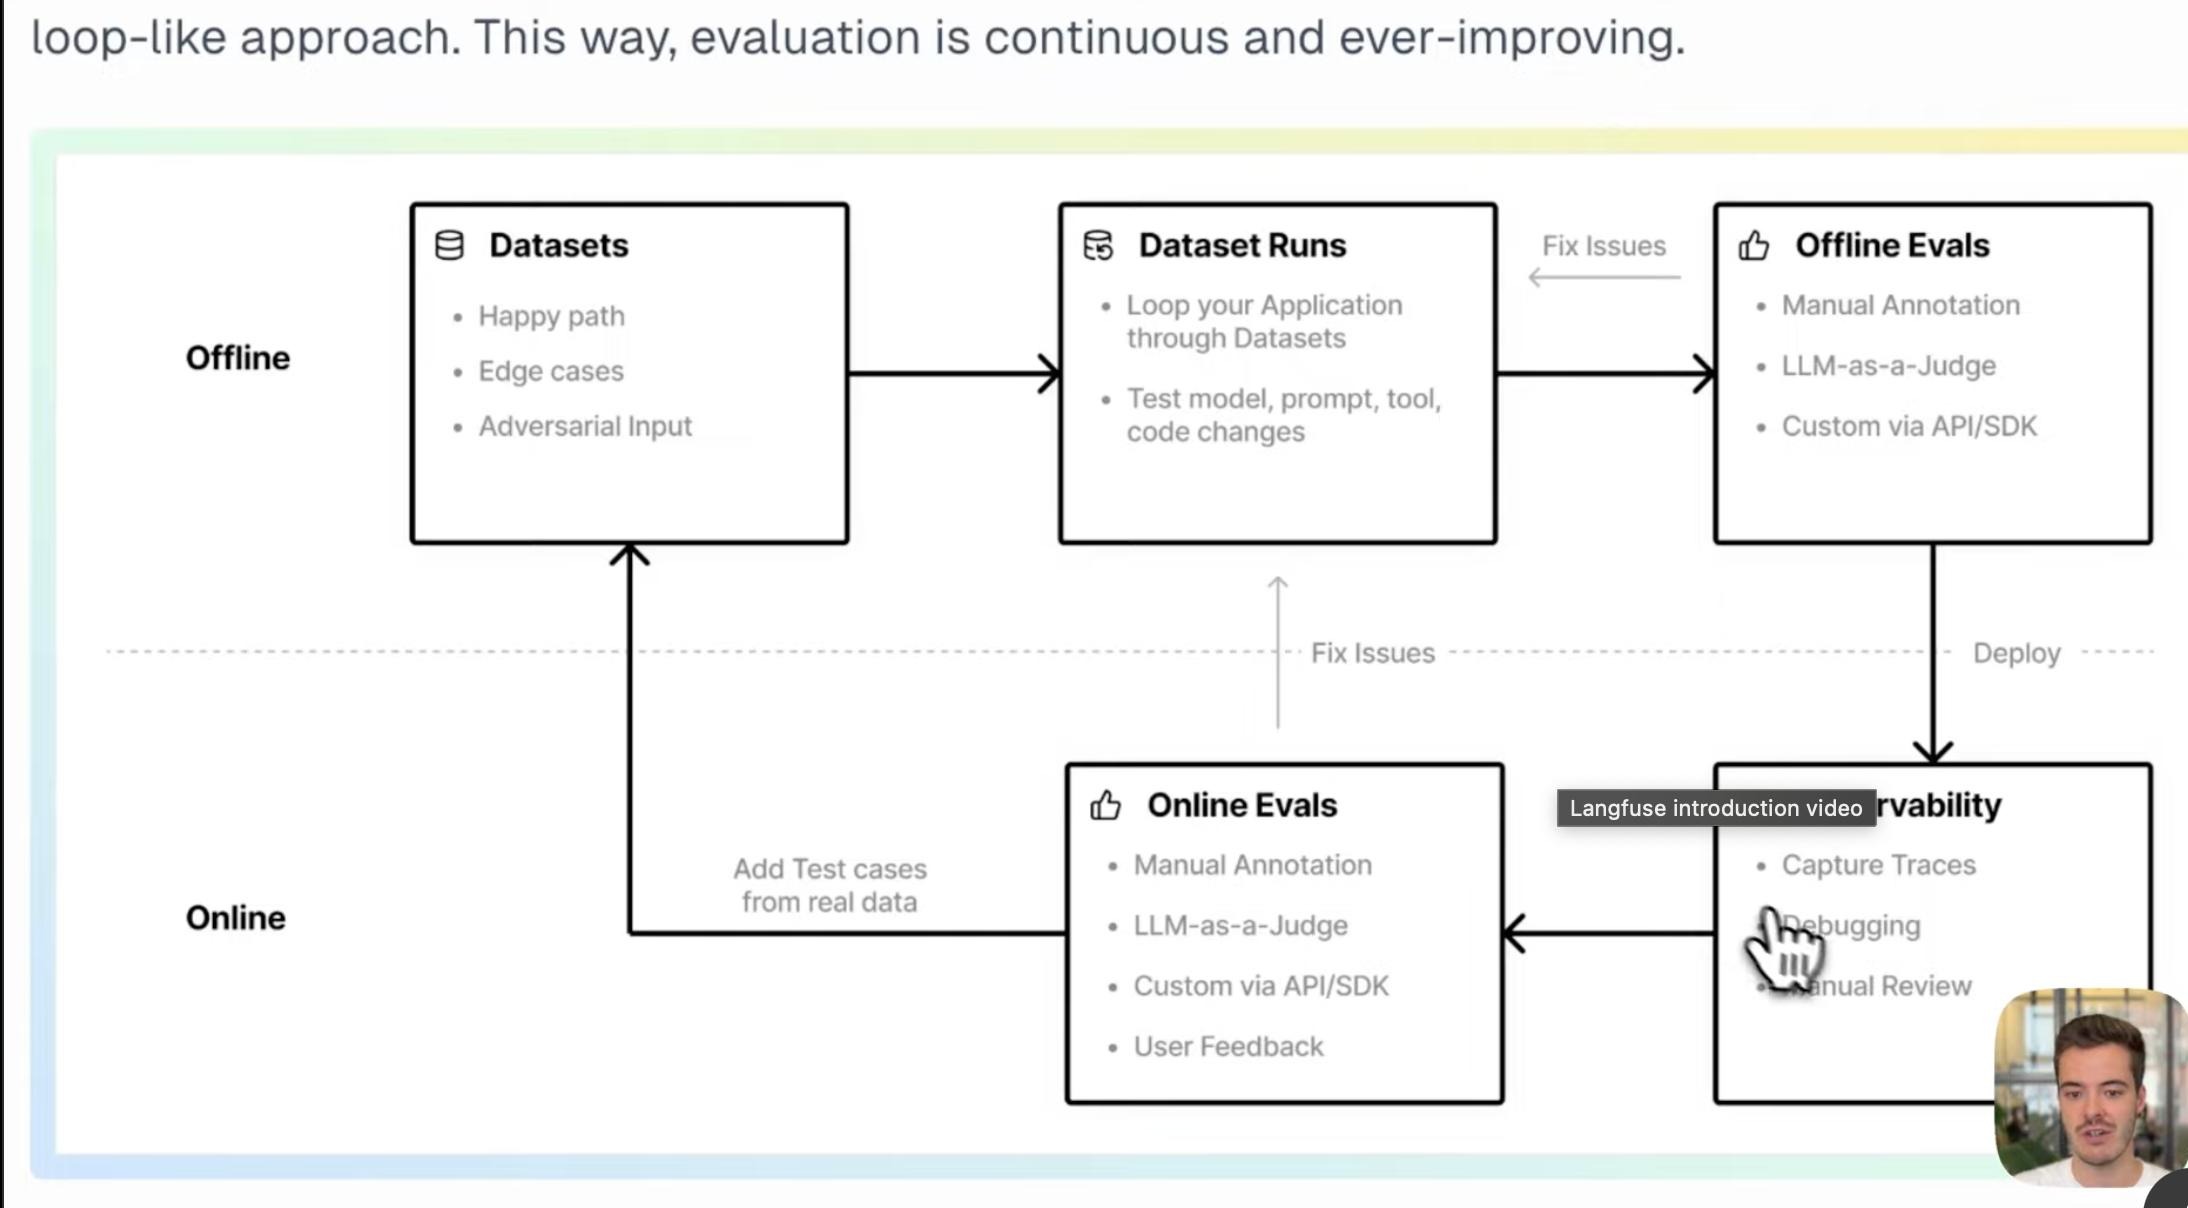 loop-like approach. This way, evaluation is continuous and ever-improving.
Offline
Datasets
• Happy path
• Edge cases
• Adversarial Input
Dataset Runs
• Loop your Application
through Datasets
• Test model, prompt, tool,
code changes
Fix Issues
Offline Evals
• Manual Annotation
• LLM-as-a-Judge
• Custom via API/SDK
Fix Issues
Deploy
Online
Add Test cases
from real data
Online Evals
• Manual Annotation
• LLM-as-a-Judge
• Custom via API/SDK
• User Feedback
Langfuse introduction video
rvability
• Capture Traces
Debugging
• anual Review